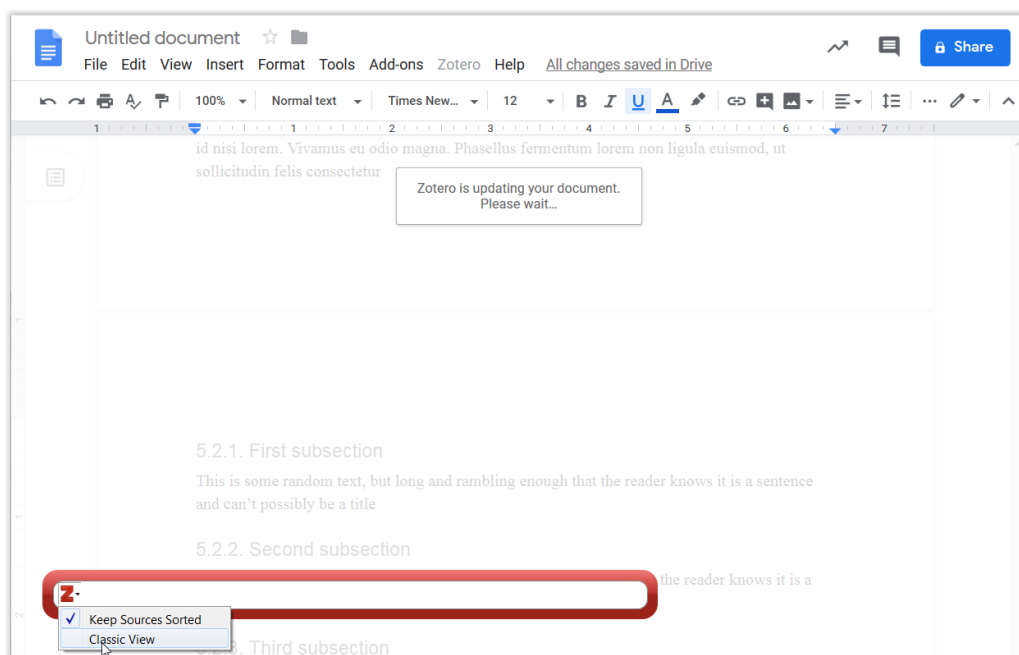 Untitled document
File Edit View Insert Format Tools Add-ons Zotero Help All changes saved in Drive
Share
100% Normal text Times New... 12 B I U A
1 1 2 3 4 5 6 7
id nisi lorem. Vivamus eu odio magna. Phasellus fermentum lorem non ligula euismod, ut
sollicitudin felis consectetur
Zotero is updating your document.
Please wait...
5.2.1. First subsection
This is some random text, but long and rambling enough that the reader knows it is a sentence
and can’t possibly be a title
5.2.2. Second subsection
the reader knows it is a
Z
Keep Sources Sorted
Classic View
Third subsection